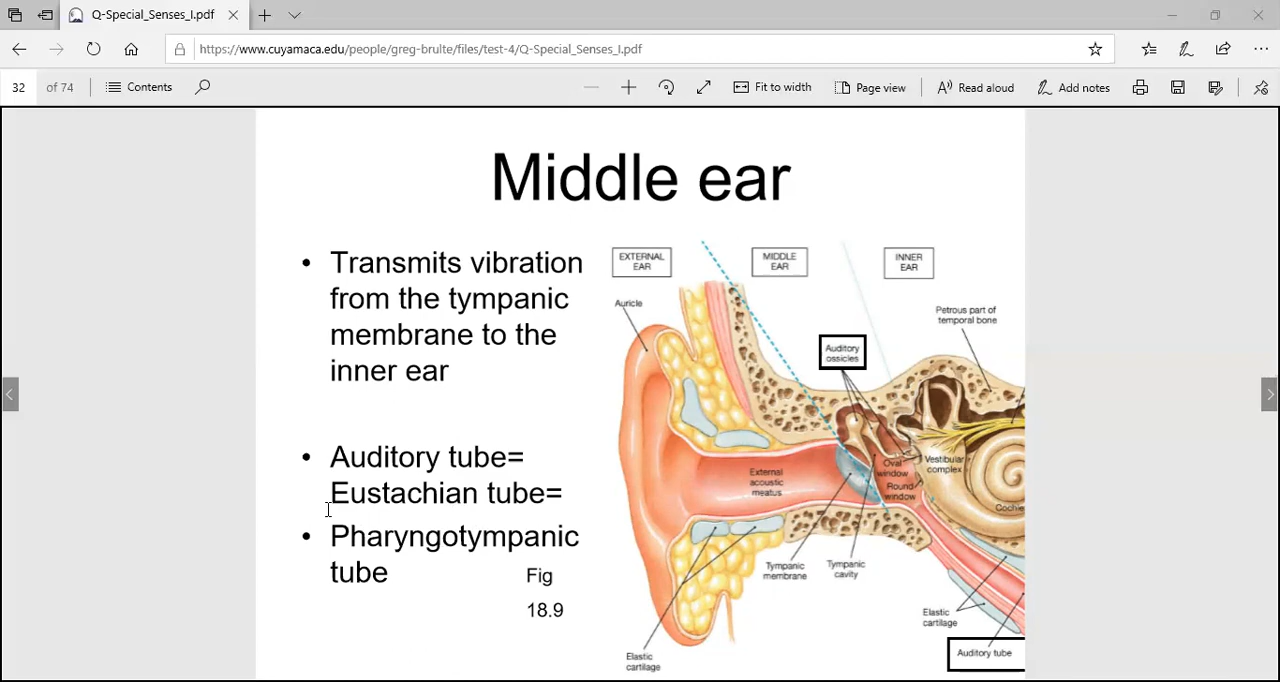 Q-Special_Senses_I.pdf
https://www.cuyamaca.edu/people/greg-brulte/files/test-4/Q-Special_Senses_I.pdf
32 of 74 Contents Fit to width Page view Read aloud Add notes
Middle ear
• Transmits vibration
from the tympanic
membrane to the
inner ear
• Auditory tube=
Eustachian tube=
• Pharyngotympanic
tube
Fig
18.9
EXTERNAL
EAR
MIDDLE
EAR
INNER
EAR
Auricle
Petrous part of
temporal bone
Auditory
ossicles
Oval
window
Round
window
Vestibular
complex
Cochle
External
acoustic
meatus
Tympanic
membrane
Tympanic
cavity
Elastic
cartilage
Auditory tube
Elastic
cartilage